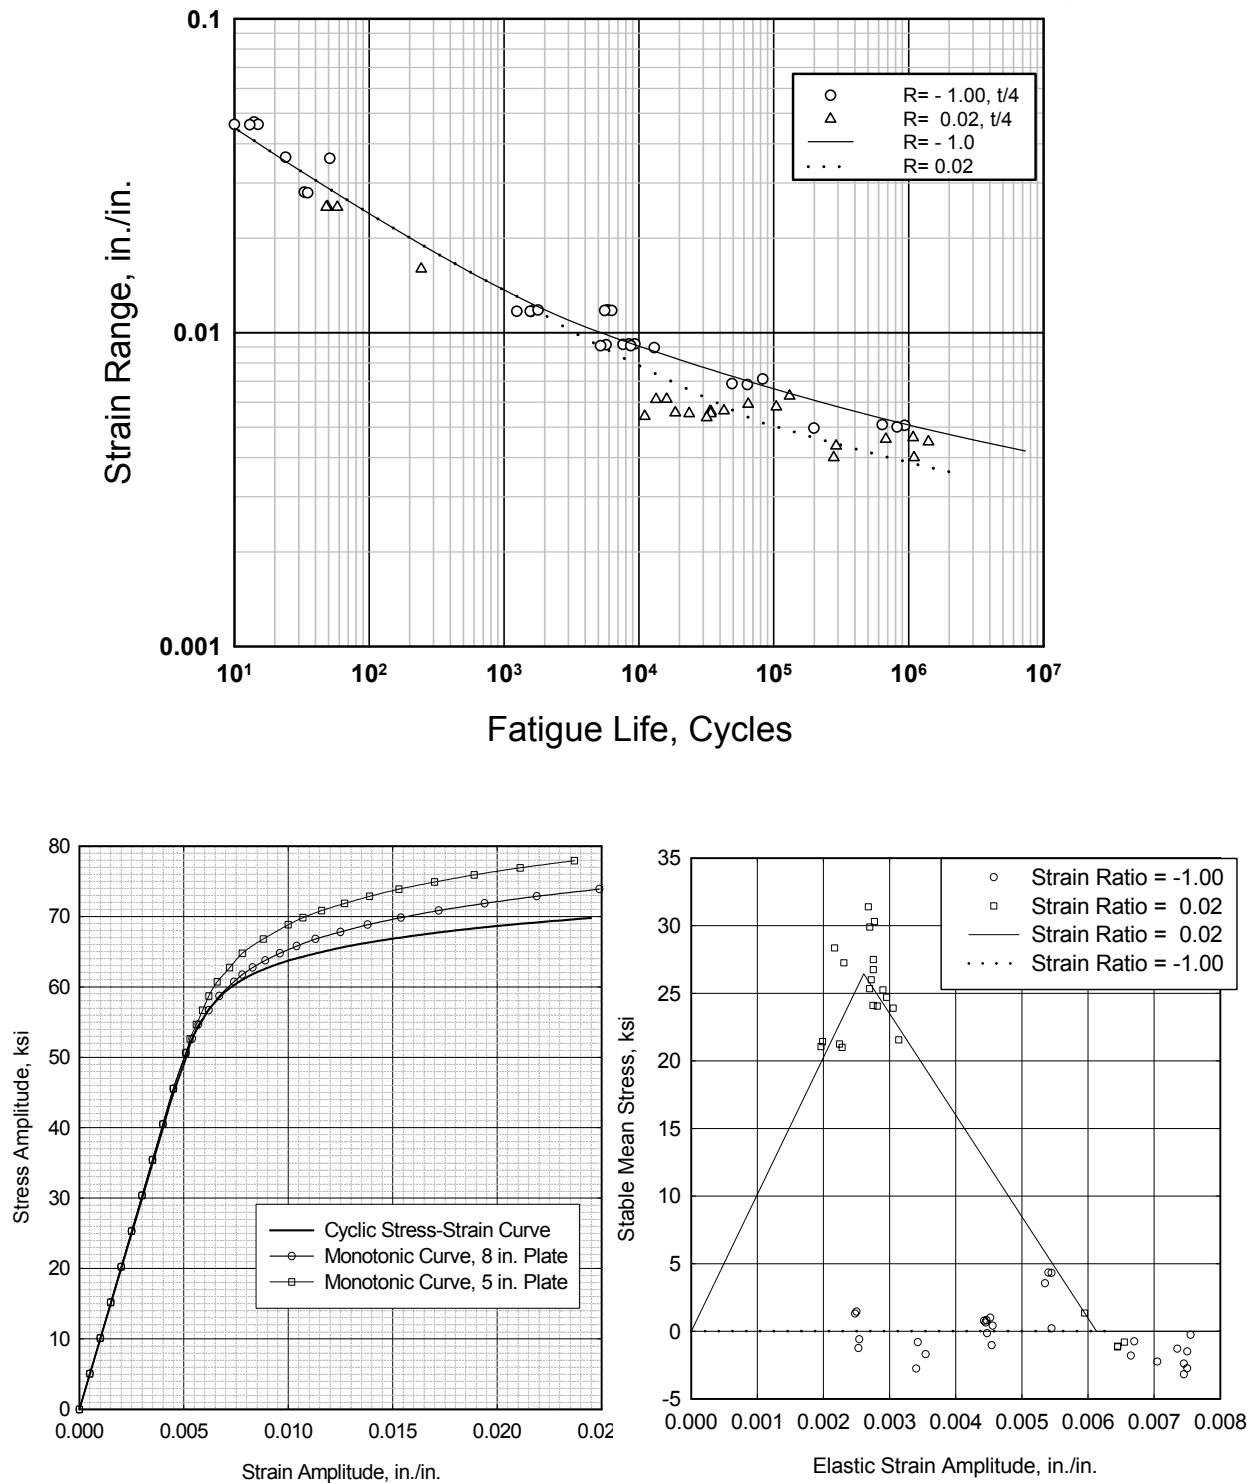 0.1
0.01
0.001
Strain Range, in./in.
R= - 1.00, t/4
R=  0.02, t/4
R= - 1.0
R= 0.02
10¹ 10² 10³ 10⁴ 10⁵ 10⁶ 10⁷
Fatigue Life, Cycles
80
70
60
50
40
30
20
10
0
Stress Amplitude, ksi
Cyclic Stress-Strain Curve
Monotonic Curve, 8 in. Plate
Monotonic Curve, 5 in. Plate
0.000 0.005 0.010 0.015 0.020 0.02
Strain Amplitude, in./in.
35
30
25
20
15
10
5
0
-5
Stable Mean Stress, ksi
Strain Ratio = -1.00
Strain Ratio =  0.02
Strain Ratio =  0.02
Strain Ratio = -1.00
0.000 0.001 0.002 0.003 0.004 0.005 0.006 0.007 0.008
Elastic Strain Amplitude, in./in.